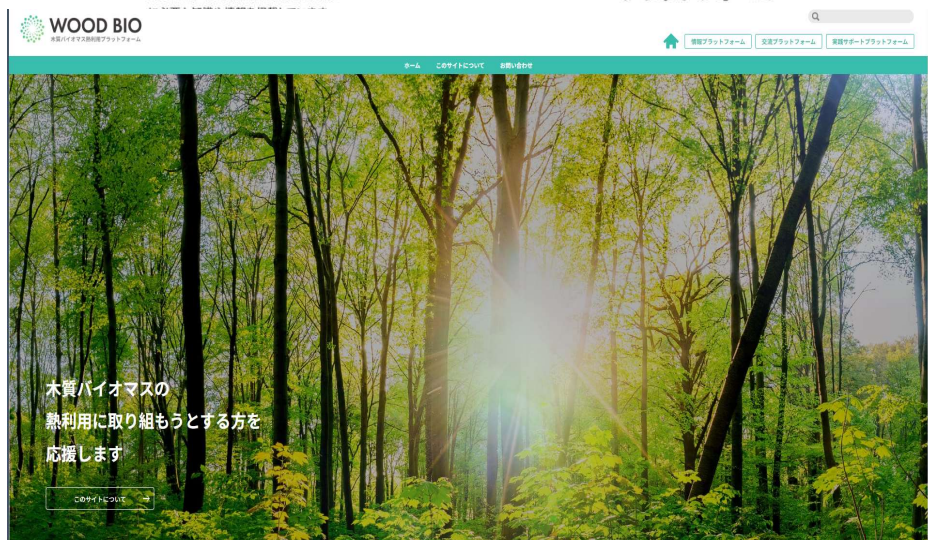 WOOD BIO
木質バイオマス熱利用プラットフォーム
情報プラットフォーム
交流プラットフォーム
実践サポートプラットフォーム
ホーム
このサイトについて
お問い合わせ
木質バイオマスの
熱利用に取り組もうとする方を
応援します
このサイトについて